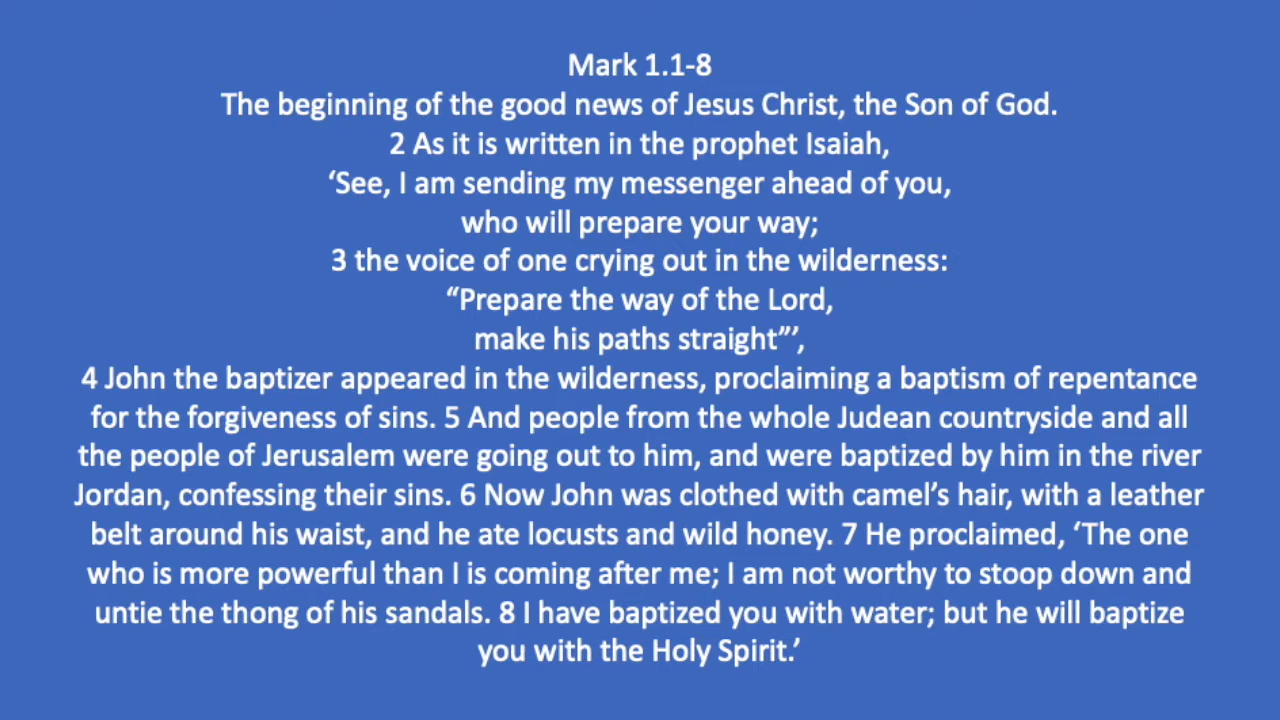 Mark 1.1-8
The beginning of the good news of Jesus Christ, the Son of God.
2 As it is written in the prophet Isaiah,
‘See, I am sending my messenger ahead of you,
who will prepare your way;
3 the voice of one crying out in the wilderness:
“Prepare the way of the Lord,
make his paths straight”’,
4 John the baptizer appeared in the wilderness, proclaiming a baptism of repentance
for the forgiveness of sins. 5 And people from the whole Judean countryside and all
the people of Jerusalem were going out to him, and were baptized by him in the river
Jordan, confessing their sins. 6 Now John was clothed with camel’s hair, with a leather
belt around his waist, and he ate locusts and wild honey. 7 He proclaimed, ‘The one
who is more powerful than I is coming after me; I am not worthy to stoop down and
untie the thong of his sandals. 8 I have baptized you with water; but he will baptize
you with the Holy Spirit.’